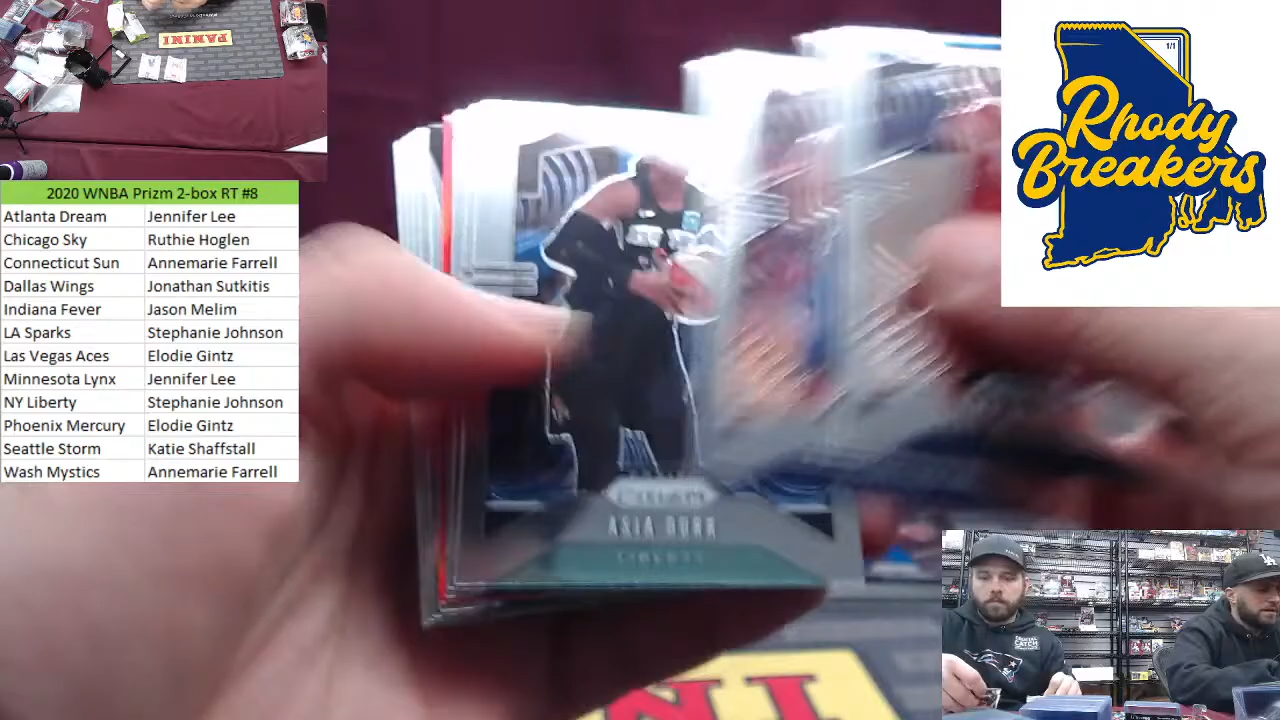 PANINI
2020 WNBA Prizm 2-box RT #8
Atlanta Dream Jennifer Lee
Chicago Sky Ruthie Hoglen
Connecticut Sun Annemarie Farrell
Dallas Wings Jonathan Sutkitis
Indiana Fever Jason Melim
LA Sparks Stephanie Johnson
Las Vegas Aces Elodie Gintz
Minnesota Lynx Jennifer Lee
NY Liberty Stephanie Johnson
Phoenix Mercury Elodie Gintz
Seattle Storm Katie Shaffstall
Wash Mystics Annemarie Farrell
1/1
Rhody
Breakers
PRIZM
ASIA DURR
LIBERTY
LA